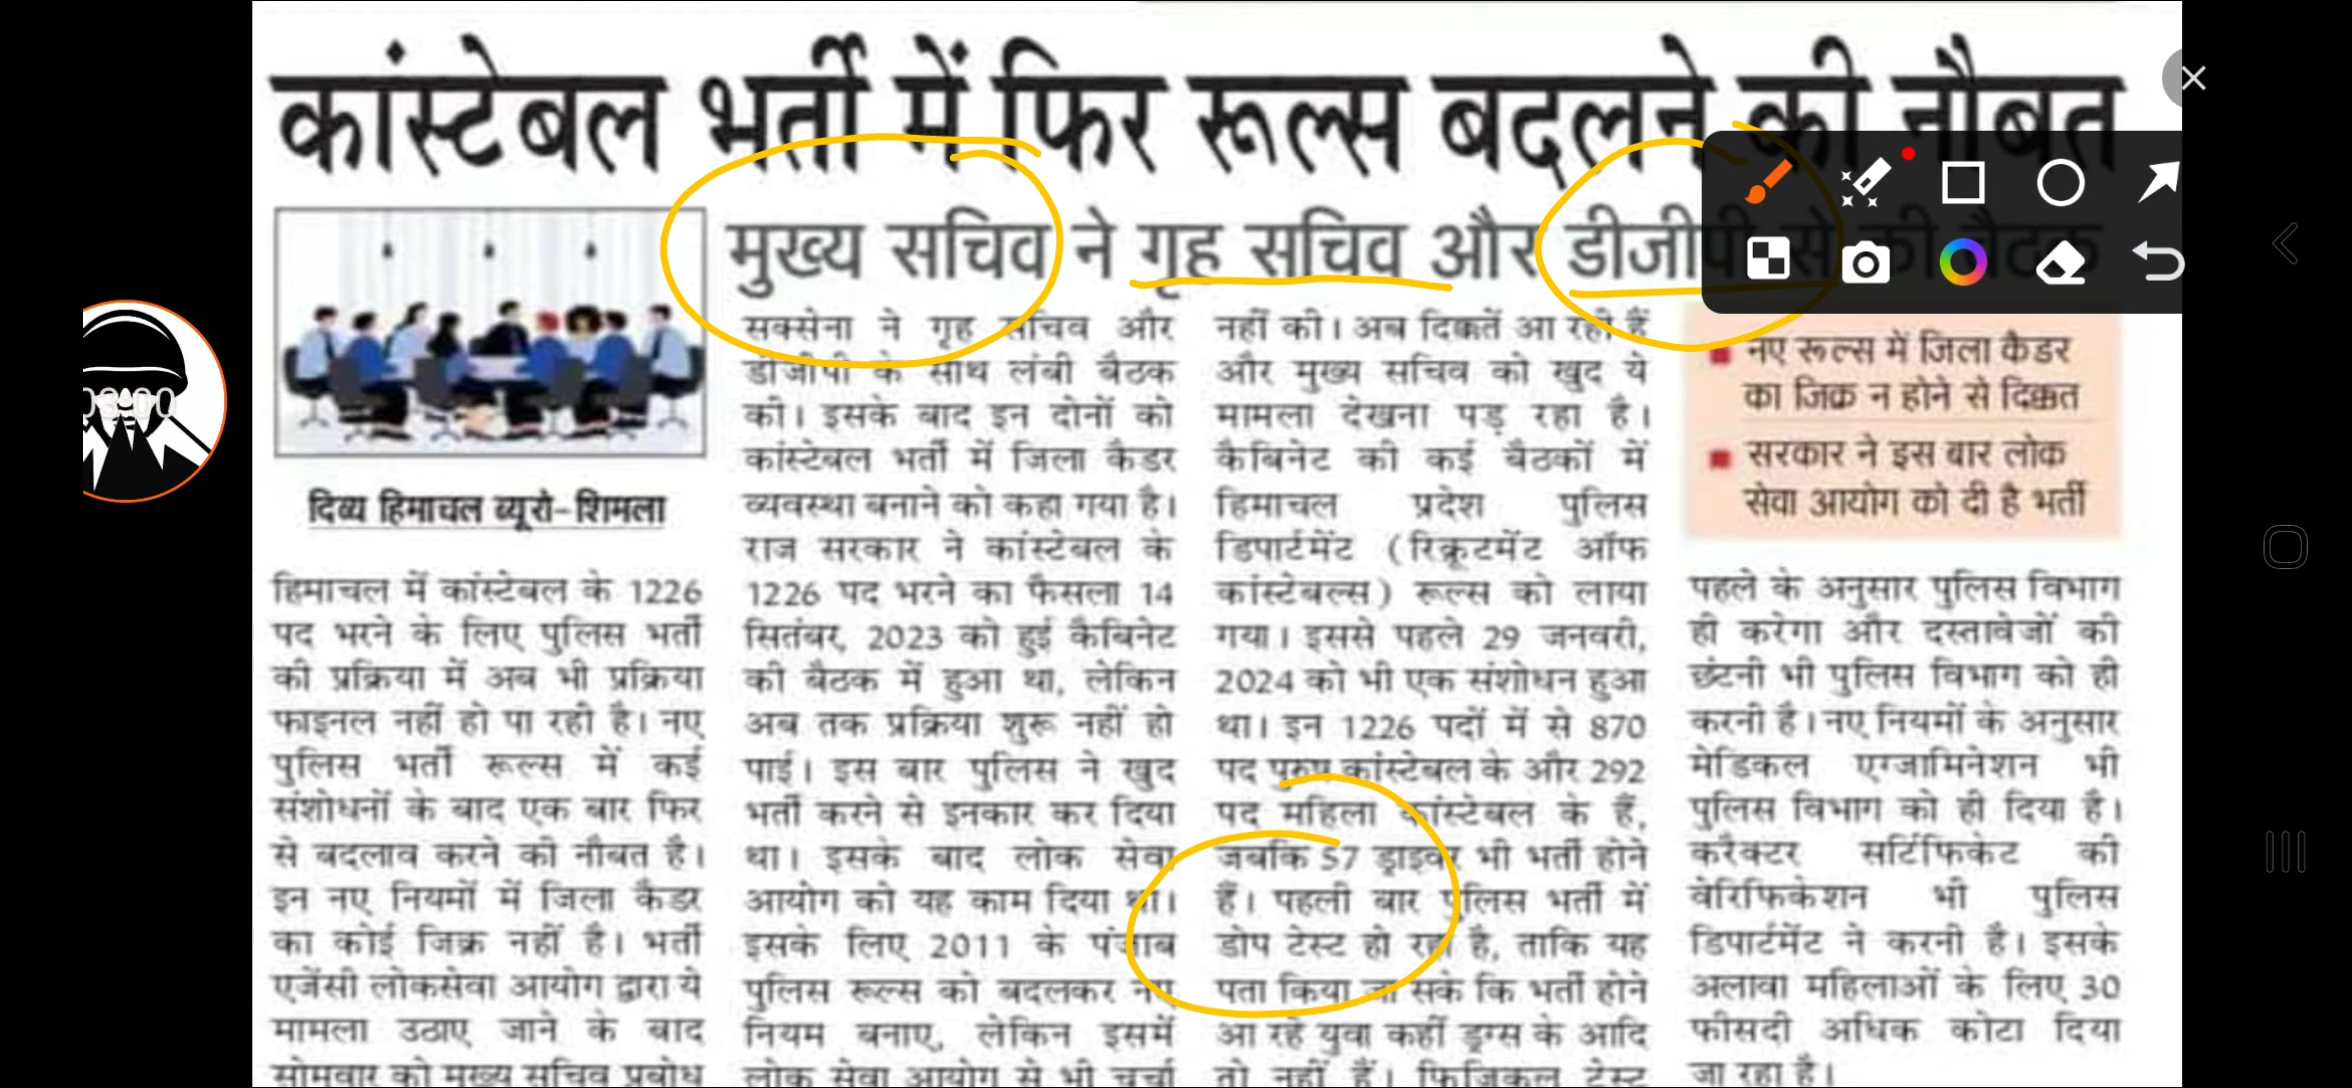 कांस्टेबल भर्ती में फिर रूल्स बदलने की नौबत
मुख्य सचिव ने गृह सचिव और डीजीपी से की बैठक
03:00
दिव्य हिमाचल ब्यूरो-शिमला
हिमाचल में कांस्टेबल के 1226
पद भरने के लिए पुलिस भर्ती
की प्रक्रिया में अब भी प्रक्रिया
फाइनल नहीं हो पा रही है। नए
पुलिस भर्ती रूल्स में कई
संशोधनों के बाद एक बार फिर
से बदलाव करने की नौबत है।
इन नए नियमों में जिला कैडर
का कोई जिक्र नहीं है। भर्ती
एजेंसी लोकसेवा आयोग द्वारा ये
मामला उठाए जाने के बाद
सोमवार को मुख्य सचिव प्रबोध
सक्सेना ने गृह सचिव और
डीजीपी के साथ लंबी बैठक
की। इसके बाद इन दोनों को
कांस्टेबल भर्ती में जिला कैडर
व्यवस्था बनाने को कहा गया है।
राज सरकार ने कांस्टेबल के
1226 पद भरने का फैसला 14
सितंबर, 2023 को हुई कैबिनेट
की बैठक में हुआ था, लेकिन
अब तक प्रक्रिया शुरू नहीं हो
पाई। इस बार पुलिस ने खुद
भर्ती करने से इनकार कर दिया
था। इसके बाद लोक सेवा
आयोग को यह काम दिया था।
इसके लिए 2011 के पंजाब
पुलिस रूल्स को बदलकर नए
नियम बनाए, लेकिन इसमें
लोक सेवा आयोग से भी चर्चा
नहीं की। अब दिक्कतें आ रही हैं
और मुख्य सचिव को खुद ये
मामला देखना पड़ रहा है।
कैबिनेट की कई बैठकों में
हिमाचल प्रदेश पुलिस
डिपार्टमेंट (रिक्रूटमेंट ऑफ
कांस्टेबल्स) रूल्स को लाया
गया। इससे पहले 29 जनवरी,
2024 को भी एक संशोधन हुआ
था। इन 1226 पदों में से 870
पद पुरुष कांस्टेबल के और 292
पद महिला कांस्टेबल के हैं,
जबकि 57 ड्राइवर भी भर्ती होने
हैं। पहली बार पुलिस भर्ती में
डोप टेस्ट हो रहा है, ताकि यह
पता किया जा सके कि भर्ती होने
आ रहे युवा कहीं ड्रग्स के आदि
तो नहीं हैं। फिजिकल टेस्ट
नए रूल्स में जिला कैडर
का जिक्र न होने से दिक्कत
सरकार ने इस बार लोक
सेवा आयोग को दी है भर्ती
पहले के अनुसार पुलिस विभाग
ही करेगा और दस्तावेजों की
छंटनी भी पुलिस विभाग को ही
करनी है। नए नियमों के अनुसार
मेडिकल एग्जामिनेशन भी
पुलिस विभाग को ही दिया है।
करैक्टर सर्टिफिकेट की
वेरिफिकेशन भी पुलिस
डिपार्टमेंट ने करनी है। इसके
अलावा महिलाओं के लिए 30
फीसदी अधिक कोटा दिया
जा रहा है।